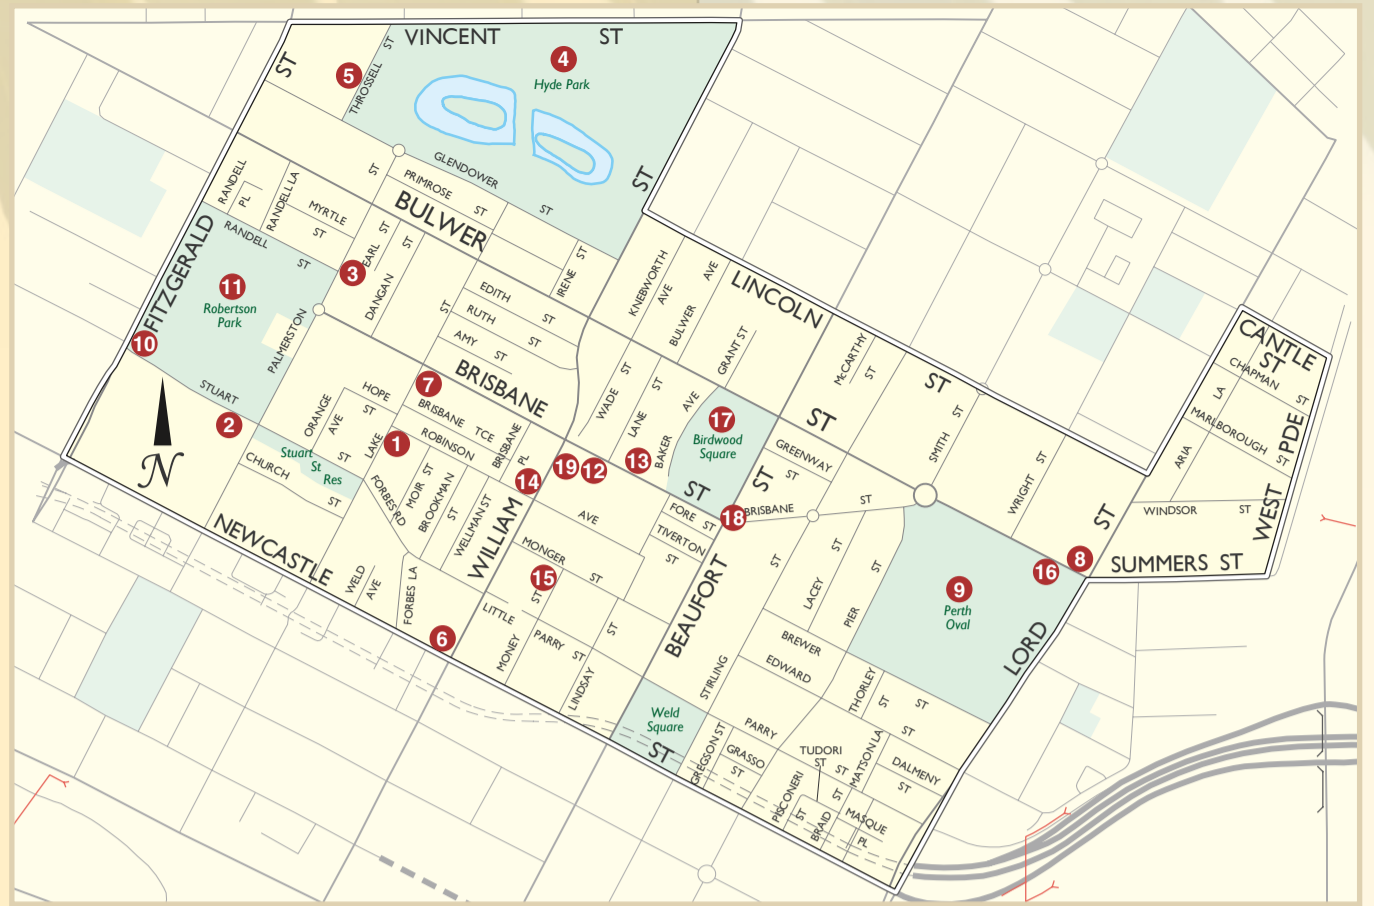 VINCENT ST
ST
5
THROSSELL ST
4
Hyde Park
GLENDOWER ST
PRIMROSE ST
BULWER
ST
ST
RANDELL PL
RANDELL LA
MYRTLE ST
RANDELL ST
FITZGERALD
11
Robertson
Park
10
3
EARL ST
DANGAN ST
PALMERSTON
IRENE ST
EDITH ST
RUTH ST
AMY ST
ST
KNEBWORTH AVE
BULWER AVE
LINCOLN
ST
GRANT ST
McCARTHY ST
CANTLE
ST
CHAPMAN ST
LA
MARLBOROUGH ST
ARIA
PDE
WEST
WINDSOR ST
SUMMERS ST
STUART
2
N
Stuart
St
Res
CHURCH ST
ORANGE AVE
HOPE ST
ST
LAKE
7
BRISBANE
BRISBANE TCE
1
ROBINSON
BRISBANE PL
FORBES RD
MOIR ST
BROOKMAN ST
WELLMAN ST
14
19
12
13
WADE ST
LANE ST
BAKER AVE
17
Birdwood
Square
ST
ST
GREENWAY ST
ST
18
BRISBANE ST
SMITH ST
WRIGHT ST
ST
8
16
9
Perth
Oval
LORD
NEWCASTLE
WELD AVE
FORBES LA
WILLIAM
AVE
MONGER ST
15
ST
LITTLE
PARRY ST
MONEY
ST
LINDSAY
6
FORE ST
TIVERTON ST
BEAUFORT
ST
STIRLING
LACEY ST
PIER ST
BREWER
EDWARD
THORLEY ST
ST
ST
Weld
Square
ST
GREGSON ST
PARRY
GRASSO ST
TUDORI
ST
ST
MATSON LA
DALMENY ST
PISCONERI ST
BRAID ST
MASQUE PL